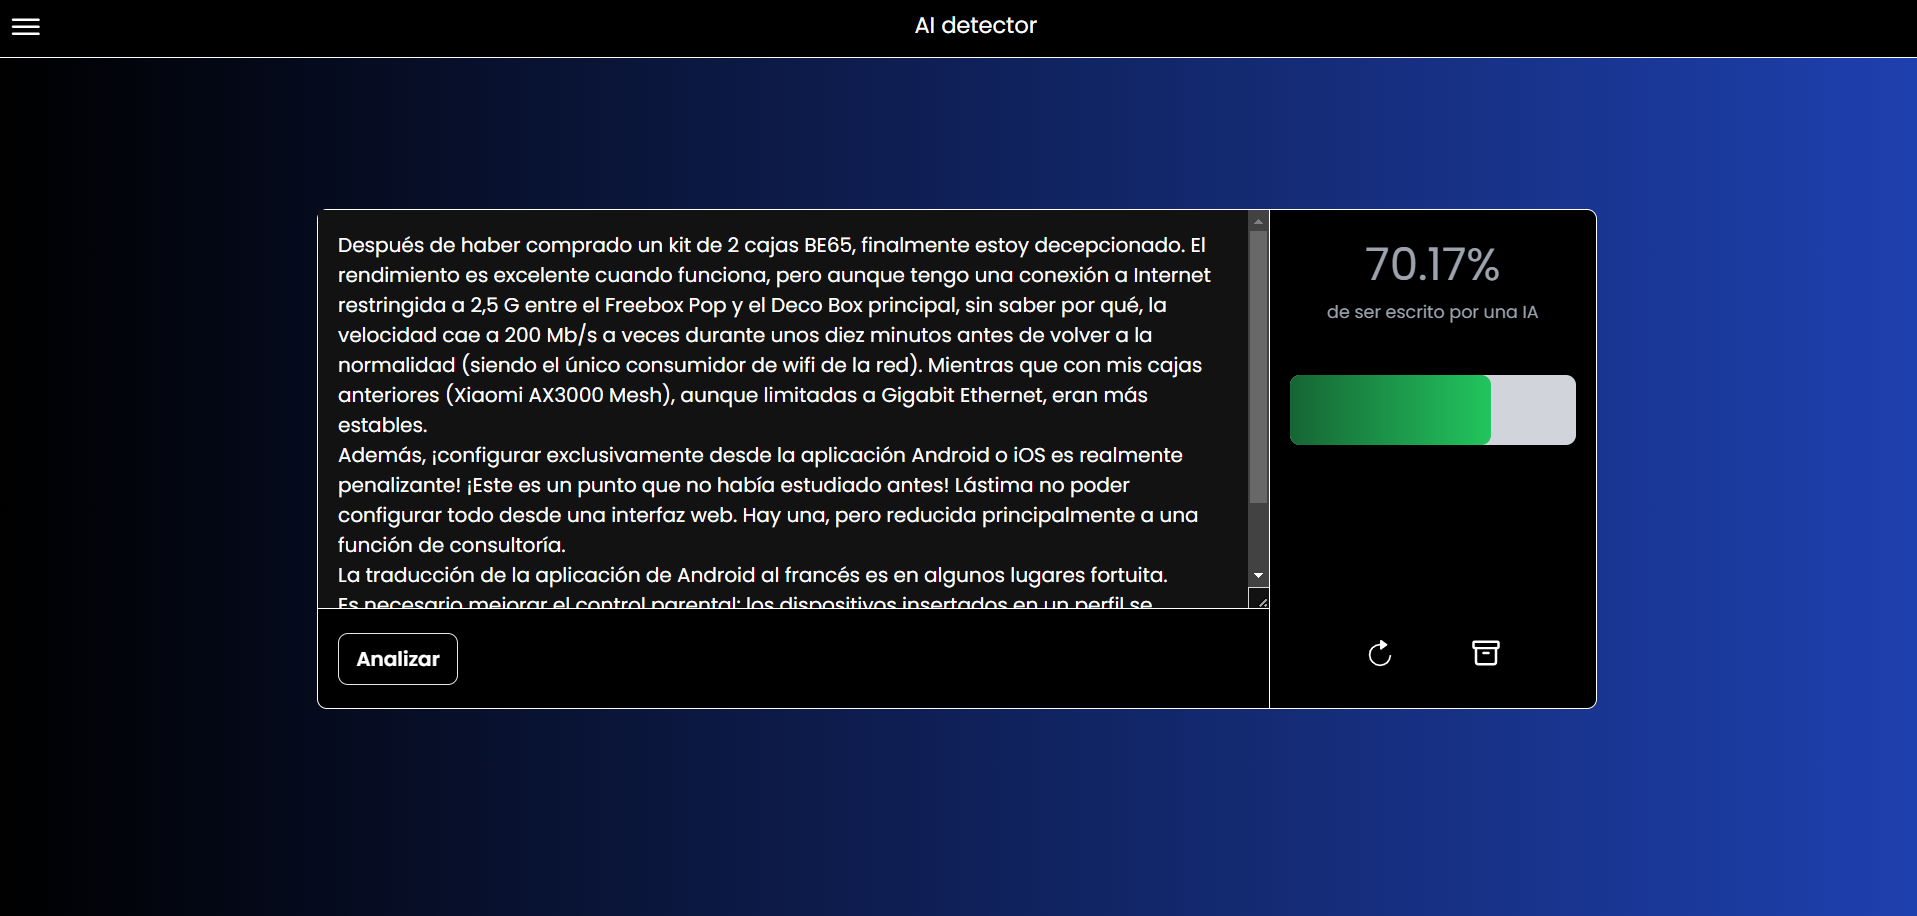 AI detector
Después de haber comprado un kit de 2 cajas BE65, finalmente estoy decepcionado. El
rendimiento es excelente cuando funciona, pero aunque tengo una conexión a Internet
restringida a 2,5 G entre el Freebox Pop y el Deco Box principal, sin saber por qué, la
velocidad cae a 200 Mb/s a veces durante unos diez minutos antes de volver a la
normalidad (siendo el único consumidor de wifi de la red). Mientras que con mis cajas
anteriores (Xiaomi AX3000 Mesh), aunque limitadas a Gigabit Ethernet, eran más
estables.
Además, ¡configurar exclusivamente desde la aplicación Android o iOS es realmente
penalizante! ¡Este es un punto que no había estudiado antes! Lástima no poder
configurar todo desde una interfaz web. Hay una, pero reducida principalmente a una
función de consultoría.
La traducción de la aplicación de Android al francés es en algunos lugares fortuita.
Es necesario mejorar el control parental: los dispositivos insertados en un perfil se
Analizar
70.17%
de ser escrito por una IA